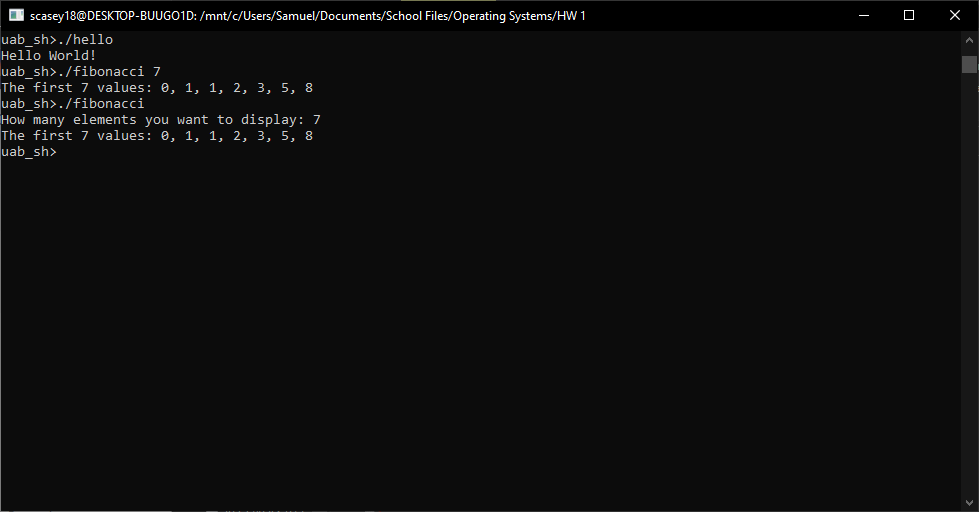 scasey18@DESKTOP-BUUGO1D: /mnt/c/Users/Samuel/Documents/School Files/Operating Systems/HW 1
uab_sh>./hello
Hello World!
uab_sh>./fibonacci 7
The first 7 values: 0, 1, 1, 2, 3, 5, 8
uab_sh>./fibonacci
How many elements you want to display: 7
The first 7 values: 0, 1, 1, 2, 3, 5, 8
uab_sh>